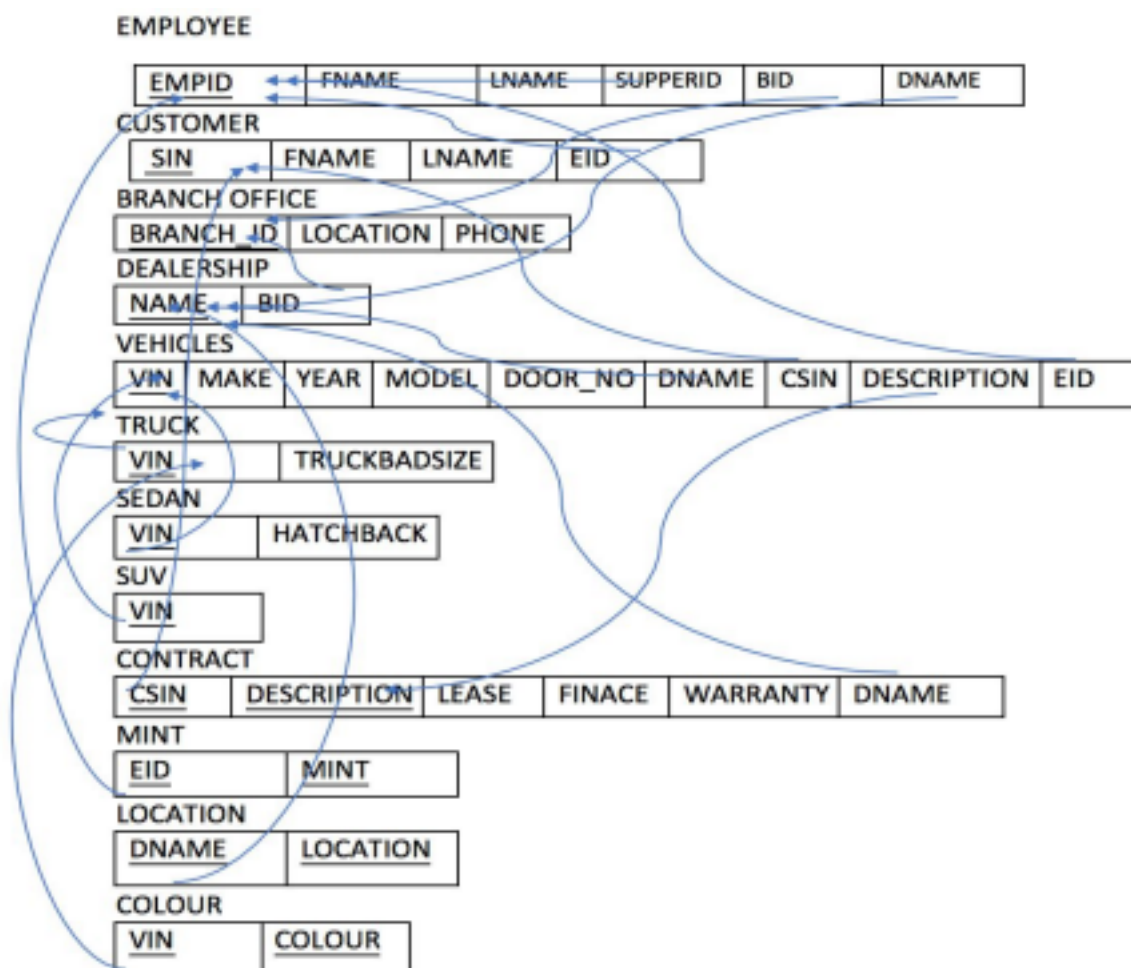 EMPLOYEE
EMPID FNAME LNAME SUPPERID BID DNAME
CUSTOMER
SIN FNAME LNAME EID
BRANCH OFFICE
BRANCH_ID LOCATION PHONE
DEALERSHIP
NAME BID
VEHICLES
VIN MAKE YEAR MODEL DOOR_NO DNAME CSIN DESCRIPTION EID
TRUCK
VIN TRUCKBADSIZE
SEDAN
VIN HATCHBACK
SUV
VIN
CONTRACT
CSIN DESCRIPTION LEASE FINACE WARRANTY DNAME
MINT
EID MINT
LOCATION
DNAME LOCATION
COLOUR
VIN COLOUR